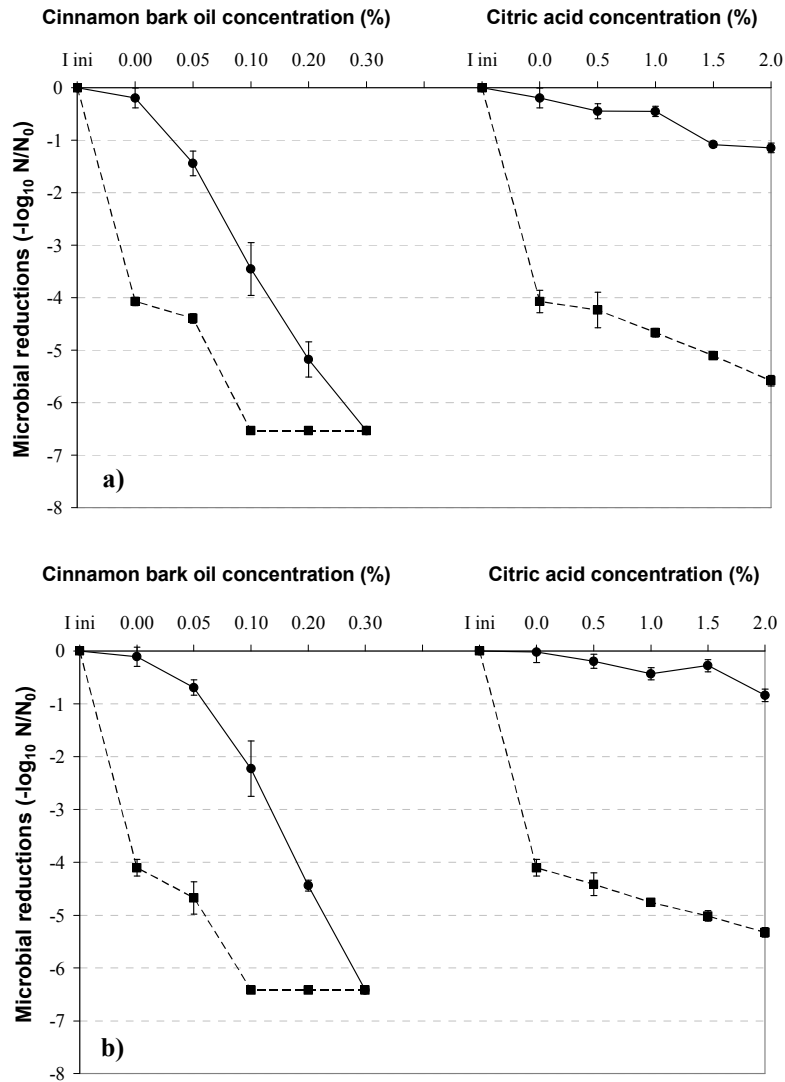 Cinnamon bark oil concentration (%) Citric acid concentration (%)
I ini 0.00 0.05 0.10 0.20 0.30 I ini 0.0 0.5 1.0 1.5 2.0
0
-1
-2
-3
-4
-5
-6
-7
-8
Microbial reductions (-log₁₀ N/N₀)
a)
Cinnamon bark oil concentration (%) Citric acid concentration (%)
I ini 0.00 0.05 0.10 0.20 0.30 I ini 0.0 0.5 1.0 1.5 2.0
0
-1
-2
-3
-4
-5
-6
-7
-8
Microbial reductions (-log₁₀ N/N₀)
b)